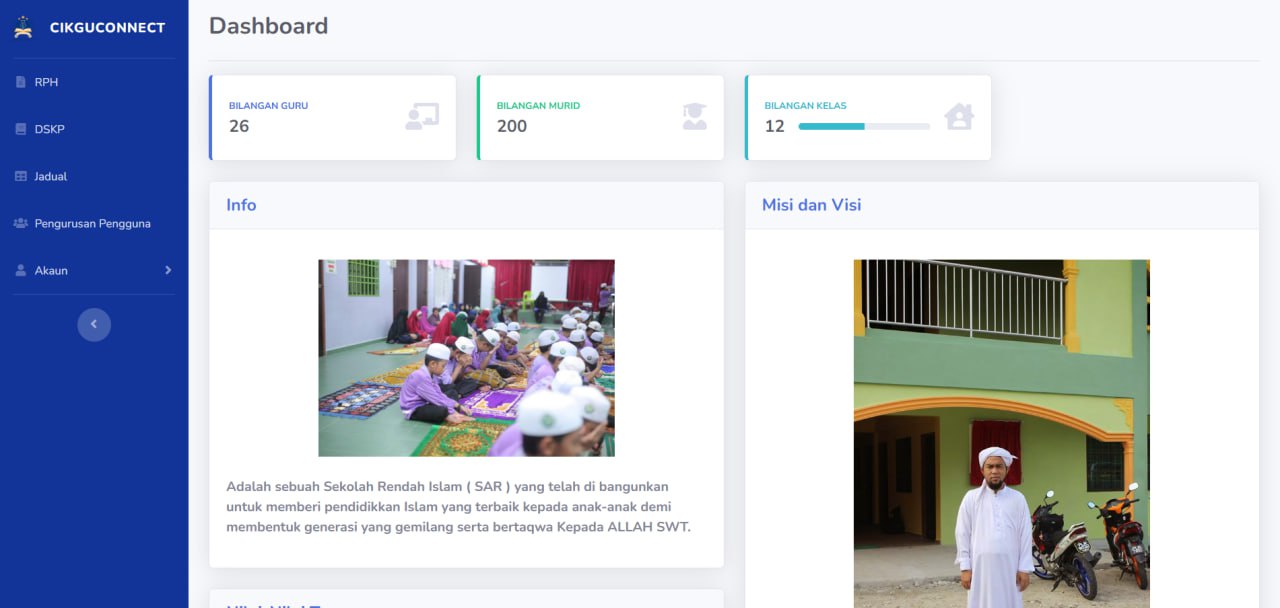 CIKGUCONNECT
RPH
DSKP
Jadual
Pengurusan Pengguna
Akaun
Dashboard
BILANGAN GURU
26
BILANGAN MURID
200
BILANGAN KELAS
12
Info
Adalah sebuah Sekolah Rendah Islam ( SAR ) yang telah di bangunkan
untuk memberi pendidikkan Islam yang terbaik kepada anak-anak demi
membentuk generasi yang gemilang serta bertaqwa Kepada ALLAH SWT.
Misi dan Visi